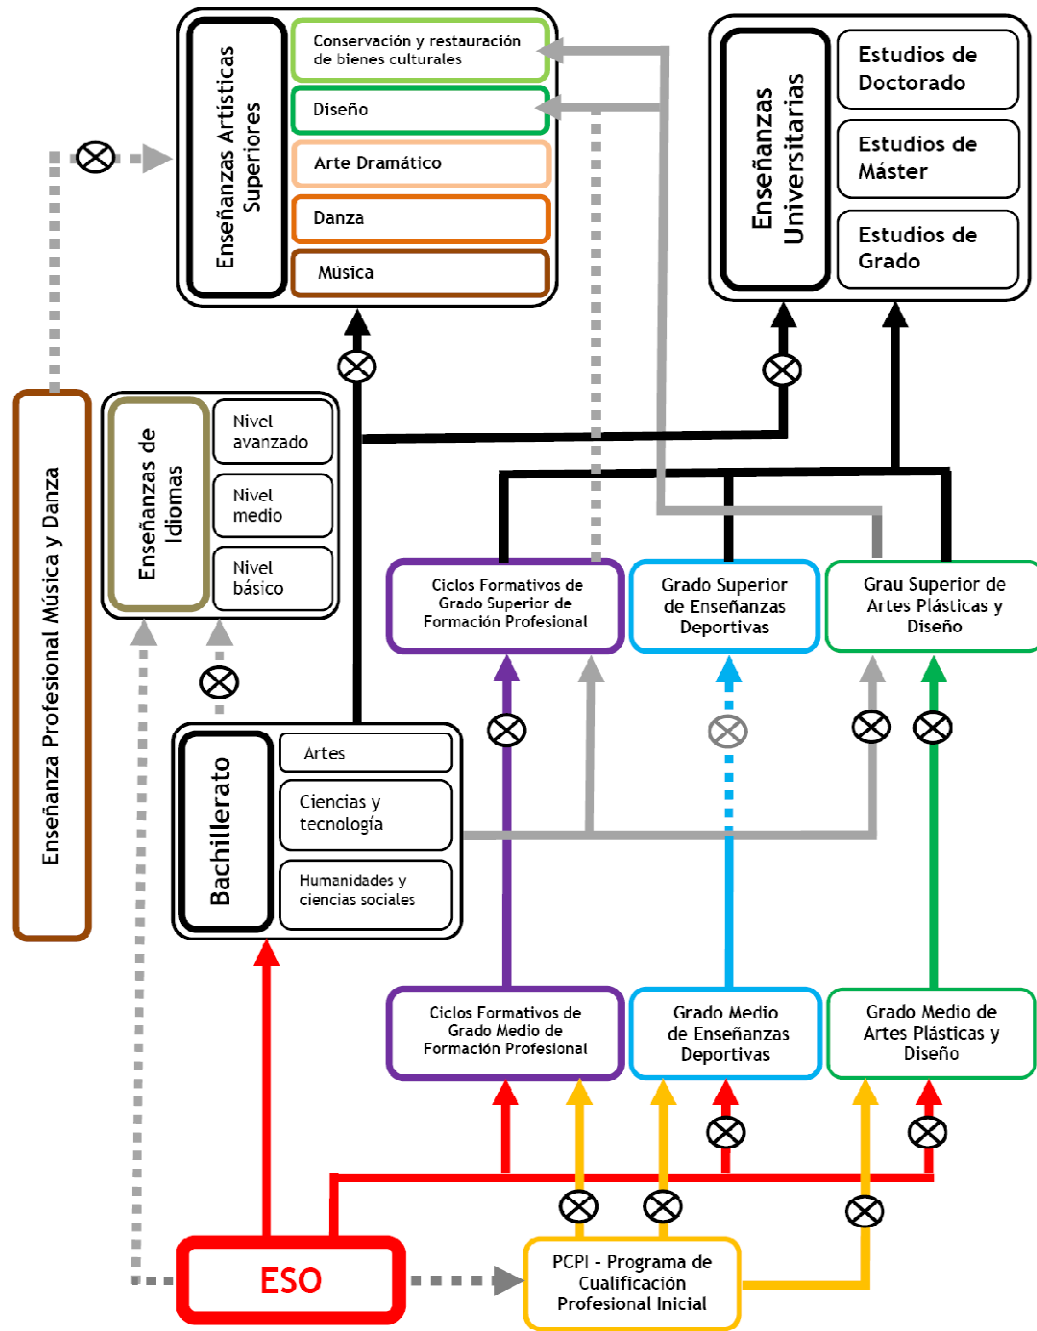 Enseñanzas Artísticas
Superiores
Conservación y restauración
de bienes culturales
Diseño
Arte Dramático
Danza
Música
Enseñanzas
Universitarias
Estudios de
Doctorado
Estudios de
Máster
Estudios de
Grado
Enseñanza Profesional Música y Danza
Enseñanzas de
Idiomas
Nivel
avanzado
Nivel
medio
Nivel
básico
Ciclos Formativos de
Grado Superior de
Formación Profesional
Grado Superior
de Enseñanzas
Deportivas
Grau Superior de
Artes Plásticas y
Diseño
Bachillerato
Artes
Ciencias y
tecnología
Humanidades y
ciencias sociales
Ciclos Formativos de
Grado Medio de
Formación Profesional
Grado Medio
de Enseñanzas
Deportivas
Grado Medio de
Artes Plásticas y
Diseño
ESO
PCPI - Programa de
Cualificación
Profesional Inicial